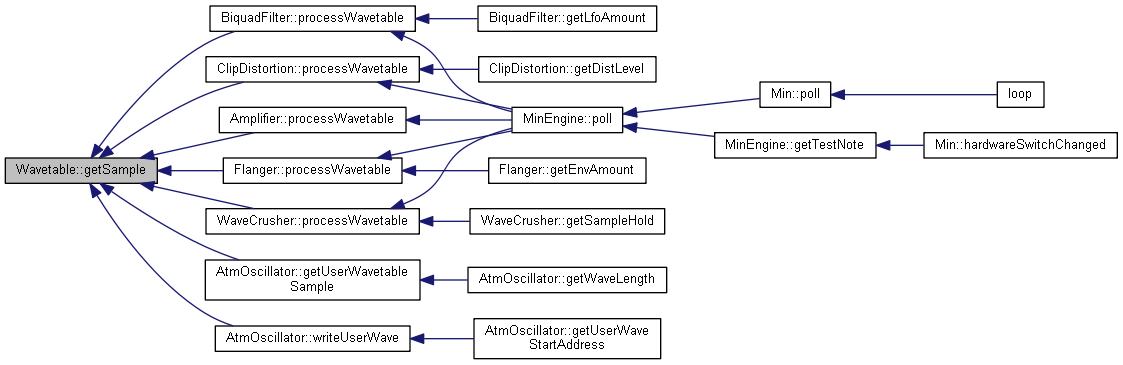 BiquadFilter::processWavetable
BiquadFilter::getLfoAmount
ClipDistortion::processWavetable
ClipDistortion::getDistLevel
Min::poll
loop
Amplifier::processWavetable
MinEngine::poll
MinEngine::getTestNote
Min::hardwareSwitchChanged
Wavetable::getSample
Flanger::processWavetable
Flanger::getEnvAmount
WaveCrusher::processWavetable
WaveCrusher::getSampleHold
AtmOscillator::getUserWavetable
Sample
AtmOscillator::getWaveLength
AtmOscillator::writeUserWave
AtmOscillator::getUserWave
StartAddress